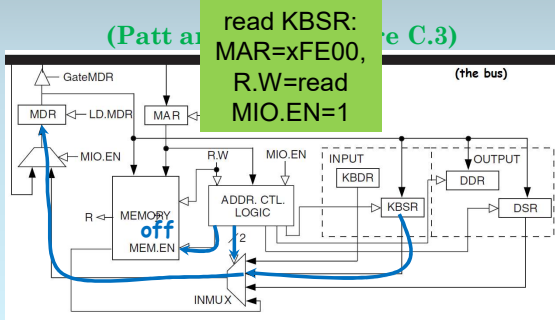 (Patt an
e C.3)
read KBSR:
MAR=xFE00,
R.W=read
MIO.EN=1
(the bus)
GateMDR
MDR
LD.MDR
MAR
MIO.EN
R.W
MIO.EN
INPUT
OUTPUT
KBDR
DDR
ADDR. CTL.
LOGIC
KBSR
DSR
R
MEMORY
off
MEM.EN
2
INMUX